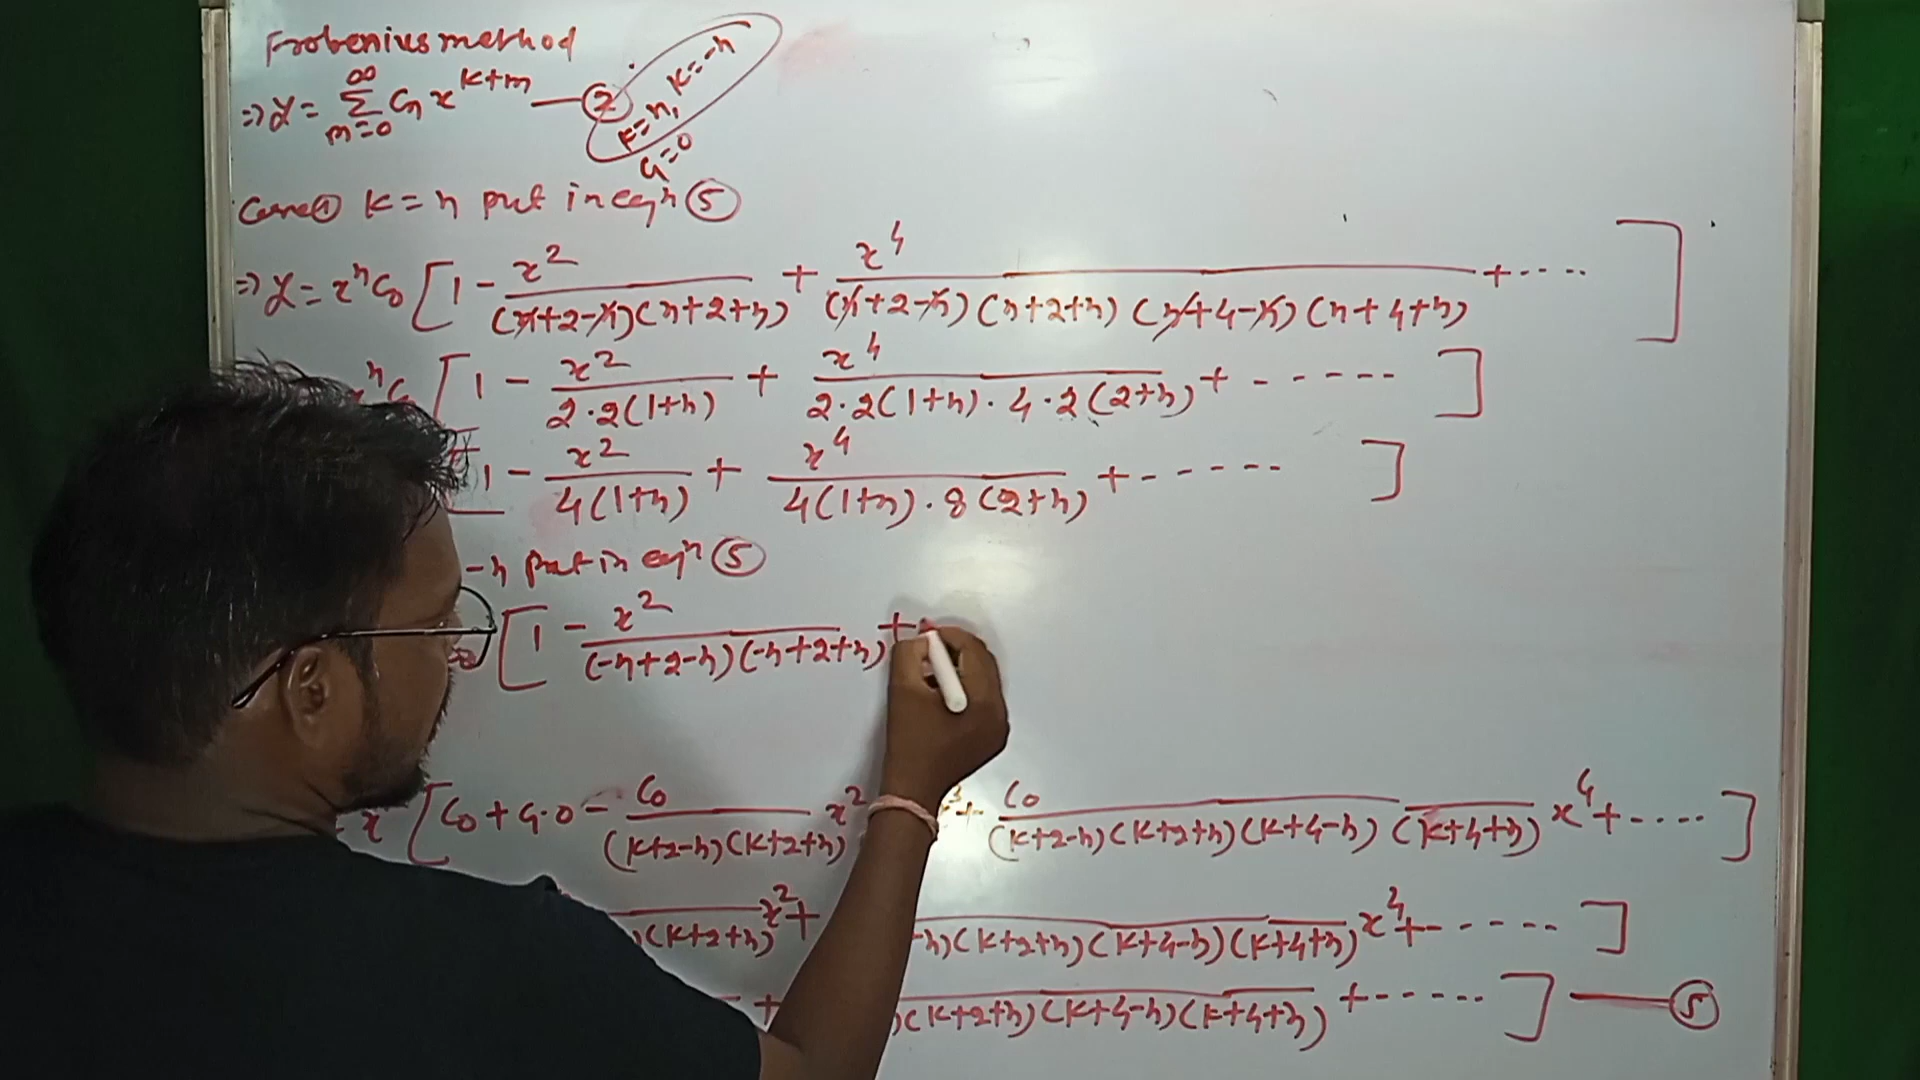 Frobenius method
⇒ y = ∞ Σ m=0 Cₘ x^(k+m) — ②
k=n, k=-n
C₁=0
Case① k = n put in eqn ⑤
⇒ y = xⁿC₀ [1 - x²/((n+2-n)(n+2+n)) + x⁴/((n+2-n)(n+2+n)(n+4-n)(n+4+n)) + .... ]
xⁿC₀ [1 - x²/(2·2(1+n)) + x⁴/(2·2(1+n)·4·2(2+n)) + ------ ]
1 - x²/(4(1+n)) + x⁴/(4(1+n)·8(2+n)) + ------ ]
-n put in eqn ⑤
[1 - x²/((-n+2-n)(-n+2+n)) +
= x [C₀ + C₁·0 - C₀/((k+2-n)(k+2+n)) x² 3 + C₀/((k+2-n)(k+2+n)(k+4-n)(k+4+n)) x⁴ + .... ]
)(k+2+n) x² + -n)(k+2+n)(k+4-n)(k+4+n) x⁴ + ------ ]
+ )(k+2+n)(k+4-n)(k+4+n) + ------ ] — ⑤